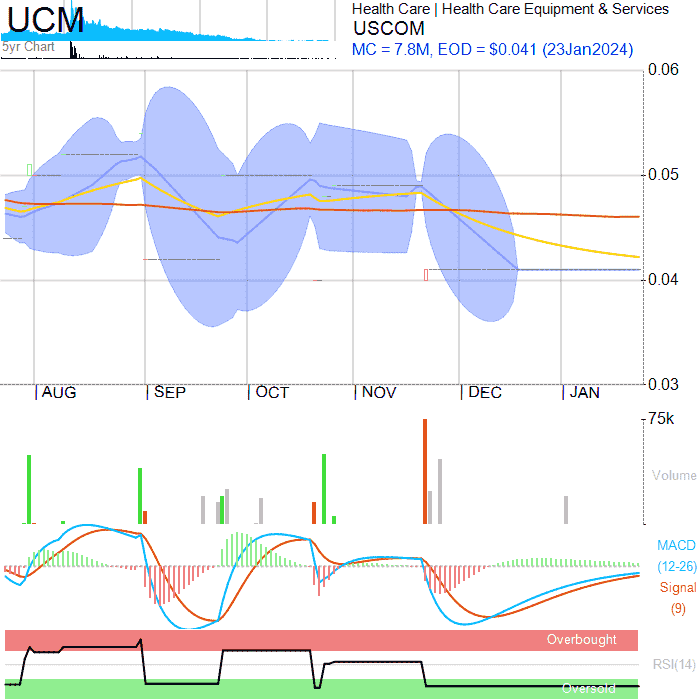 UCM
5yr Chart
Health Care | Health Care Equipment & Services
USCOM
MC = 7.8M, EOD = $0.041 (23Jan2024)
0.06
0.05
0.04
0.03
AUG
SEP
OCT
NOV
DEC
JAN
75k
Volume
MACD
(12-26)
Signal
(9)
Overbought
RSI(14)
Oversold